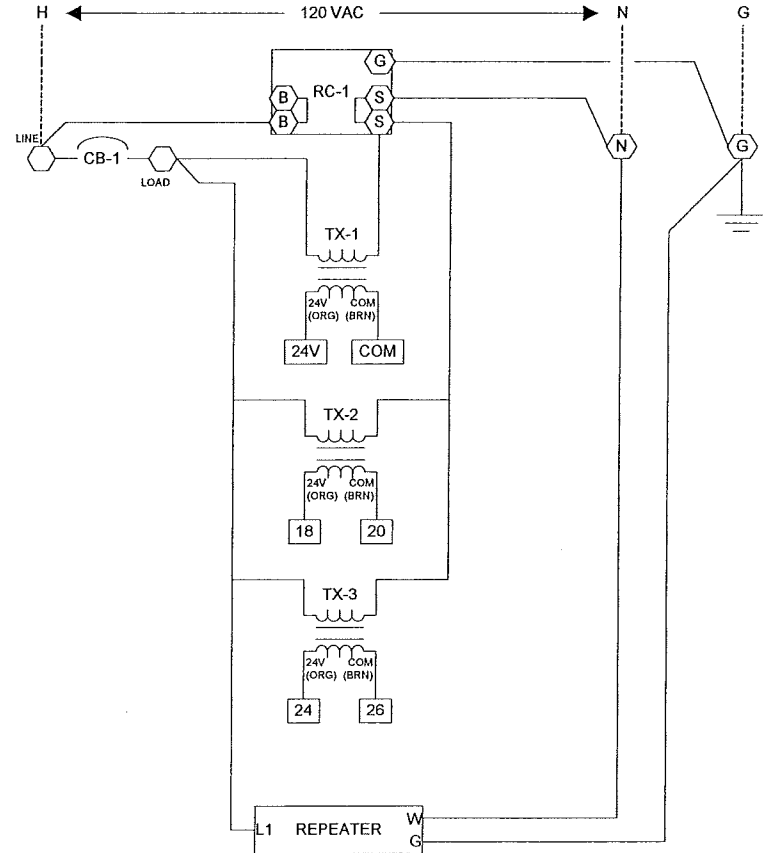 H 120 VAC N G
G
RC-1
B S
B S
LINE
CB-1
LOAD
N
G
TX-1
24V COM
(ORG) (BRN)
24V COM
TX-2
24V COM
(ORG) (BRN)
18 20
TX-3
24V COM
(ORG) (BRN)
24 26
L1 REPEATER W
G